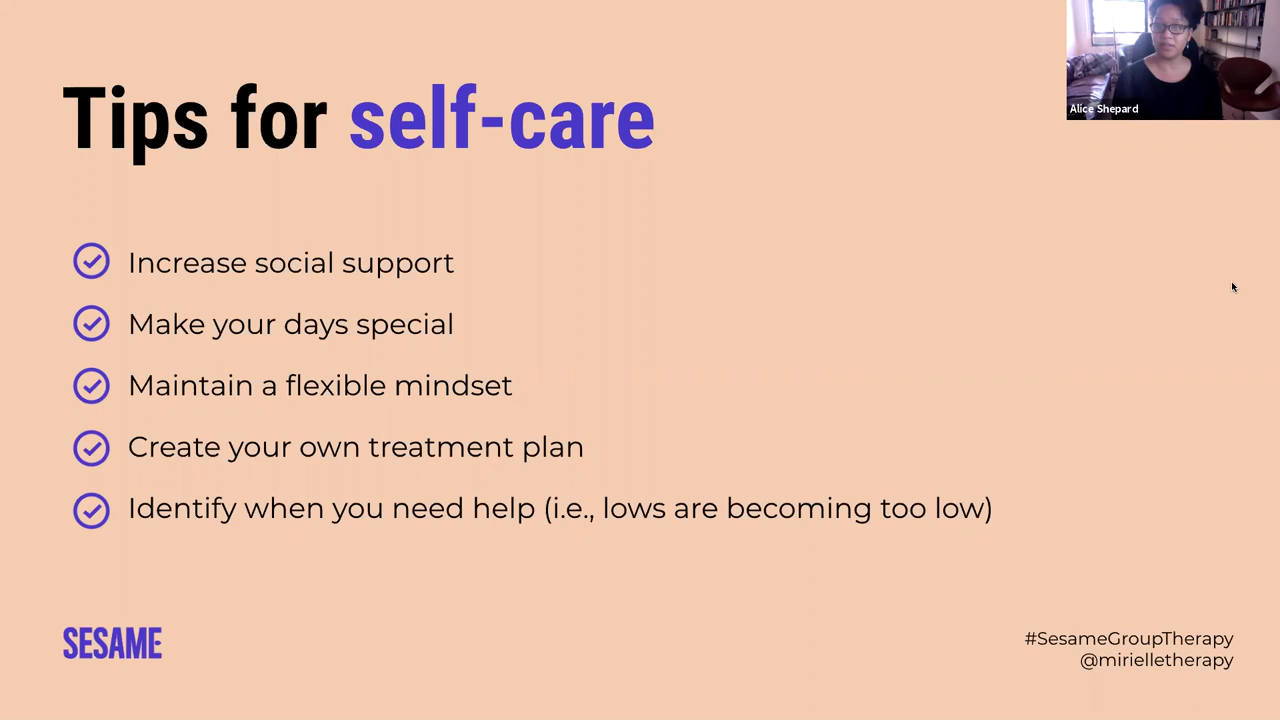 Tips for self-care
Alice Shepard
Increase social support
Make your days special
Maintain a flexible mindset
Create your own treatment plan
Identify when you need help (i.e., lows are becoming too low)
SESAME
#SesameGroupTherapy
@mirielletherapy